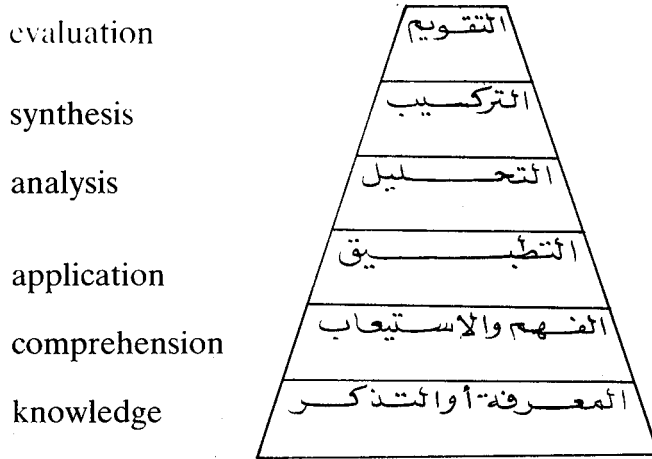 evaluation
التقويم
synthesis
التركيب
analysis
التحليل
application
التطبيق
comprehension
الفهم والاستيعاب
knowledge
المعرفة أو التذكر